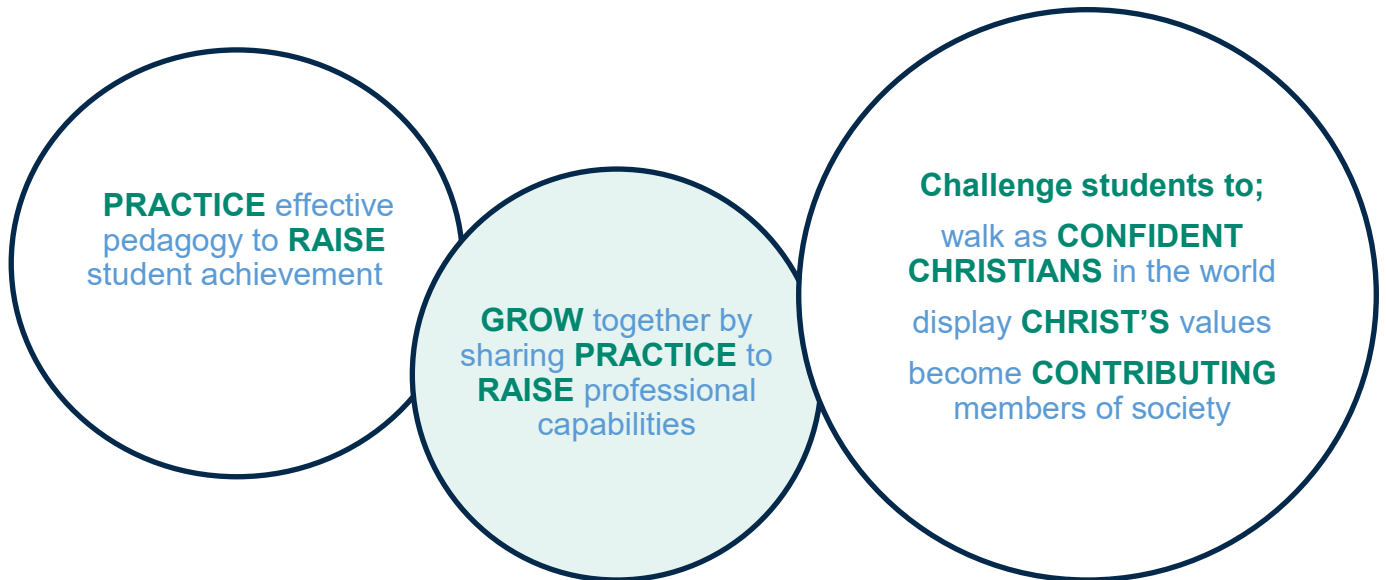 PRACTICE effective
pedagogy to RAISE
student achievement
GROW together by
sharing PRACTICE to
RAISE professional
capabilities
Challenge students to;
walk as CONFIDENT
CHRISTIANS in the world
display CHRIST’S values
become CONTRIBUTING
members of society